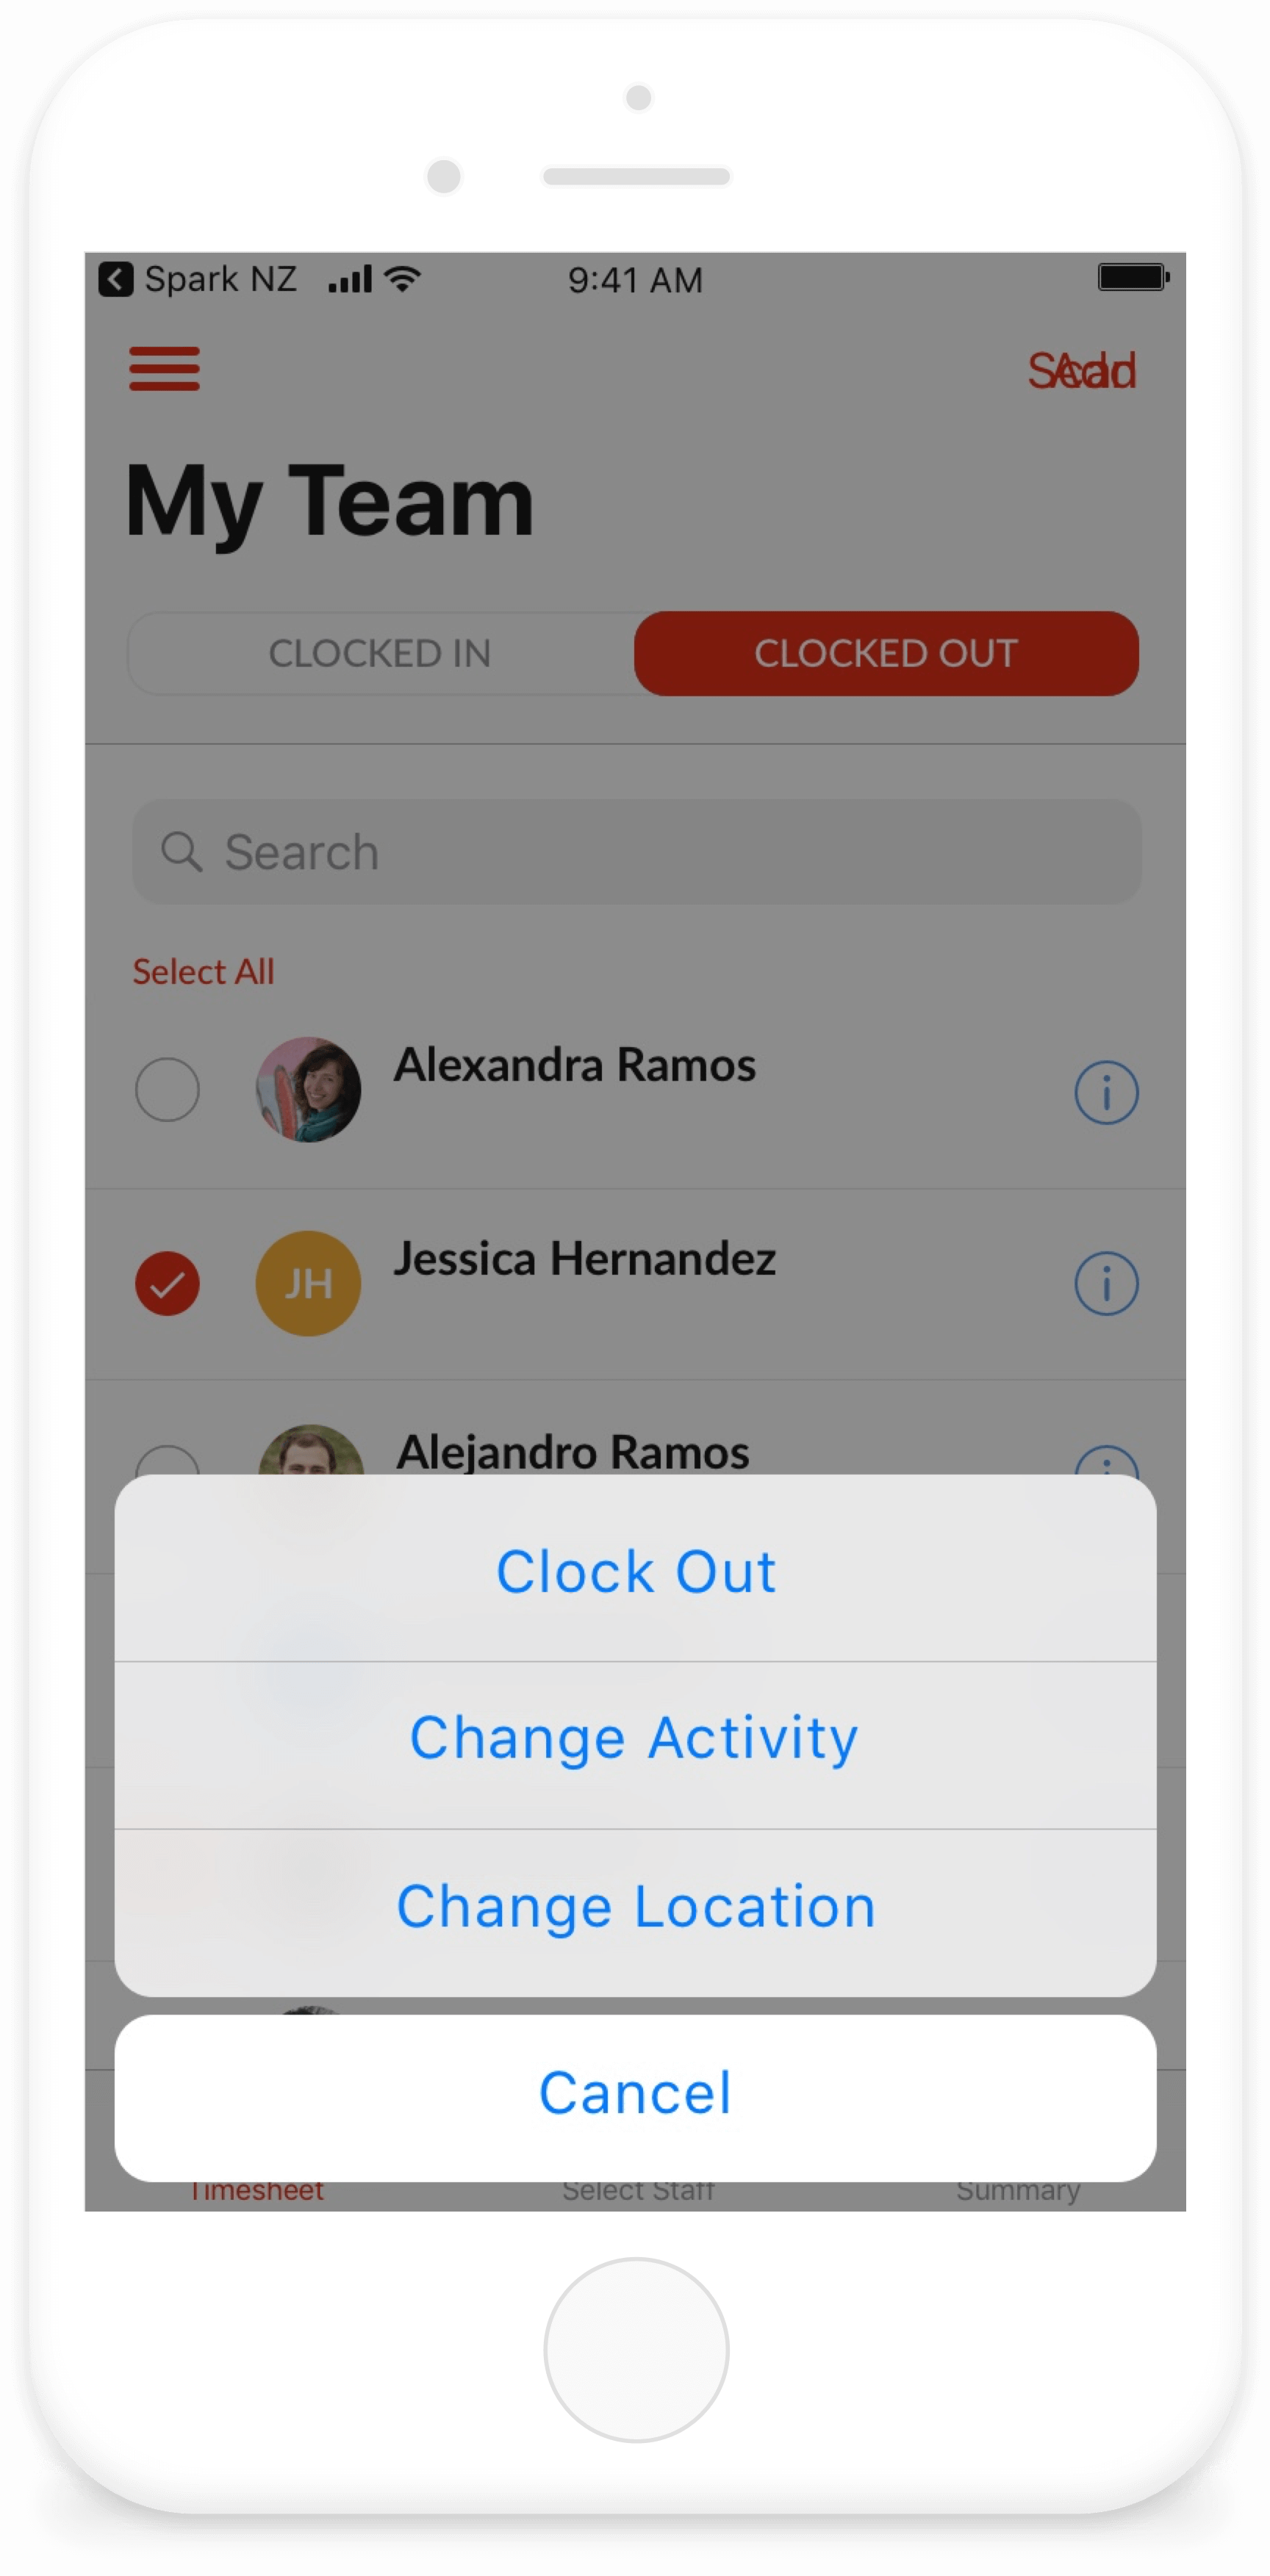 Spark NZ 9:41 AM
Add
My Team
CLOCKED IN CLOCKED OUT
Search
Select All
Alexandra Ramos
JH Jessica Hernandez
Alejandro Ramos
Clock Out
Change Activity
Change Location
Cancel
Timesheet Select Staff Summary